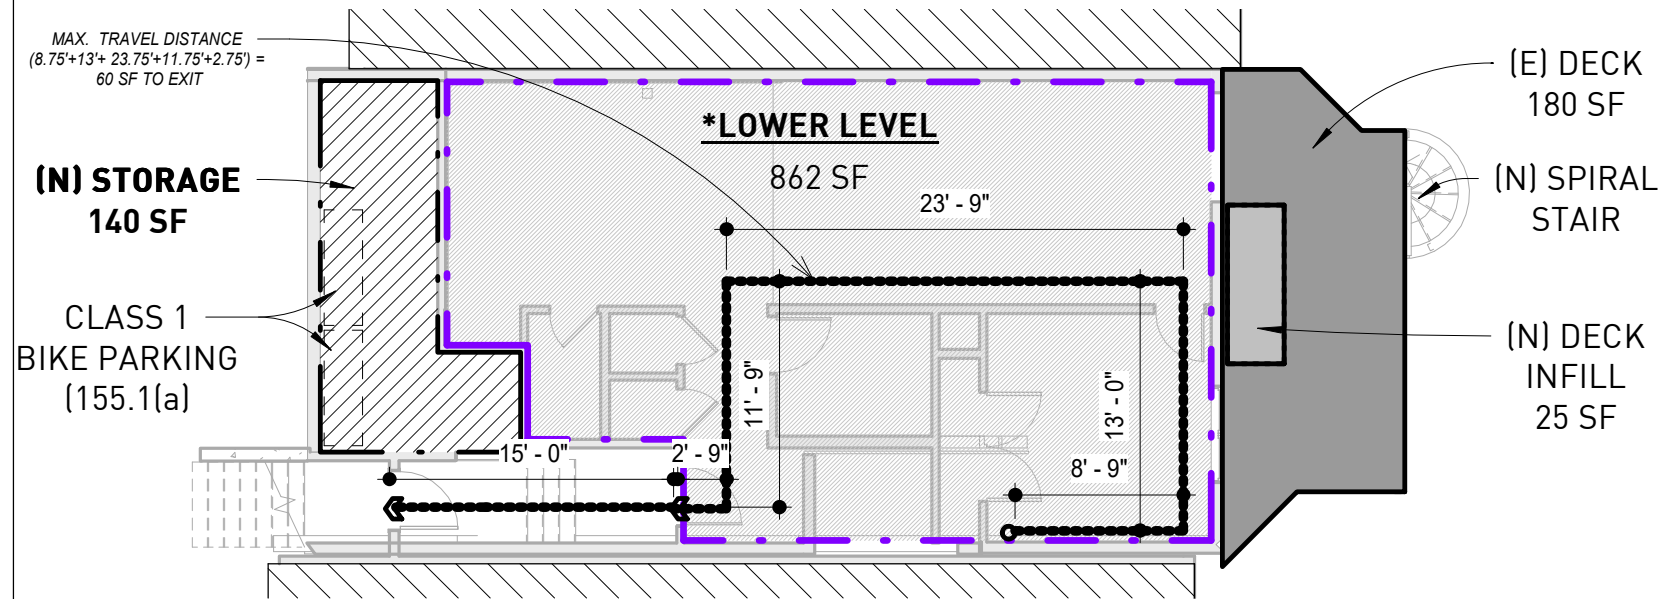 MAX. TRAVEL DISTANCE
(8.75'+13'+ 23.75'+11.75'+2.75') =
60 SF TO EXIT
(N) STORAGE
140 SF
CLASS 1
BIKE PARKING
(155.1(a)
*LOWER LEVEL
862 SF
23' - 9"
11' - 9"
13' - 0"
8' - 9"
15' - 0"
2' - 9"
(E) DECK
180 SF
(N) SPIRAL
STAIR
(N) DECK
INFILL
25 SF